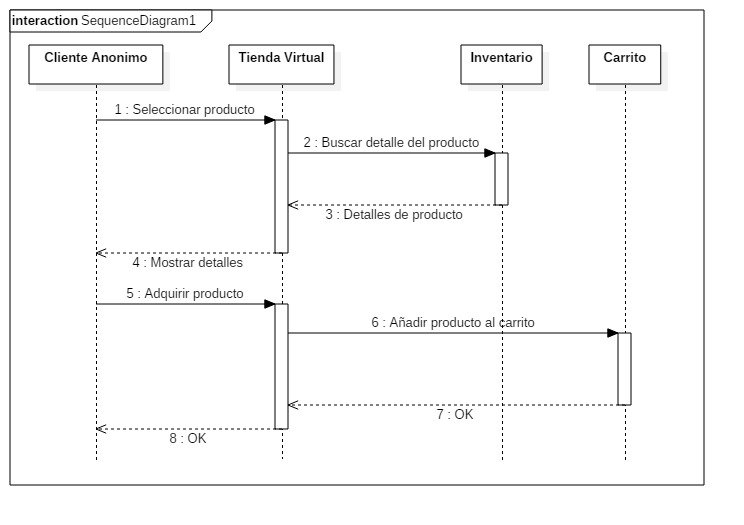 interaction SequenceDiagram1
Cliente Anonimo
Tienda Virtual
Inventario
Carrito
1 : Seleccionar producto
2 : Buscar detalle del producto
3 : Detalles de producto
4 : Mostrar detalles
5 : Adquirir producto
6 : Añadir producto al carrito
7 : OK
8 : OK